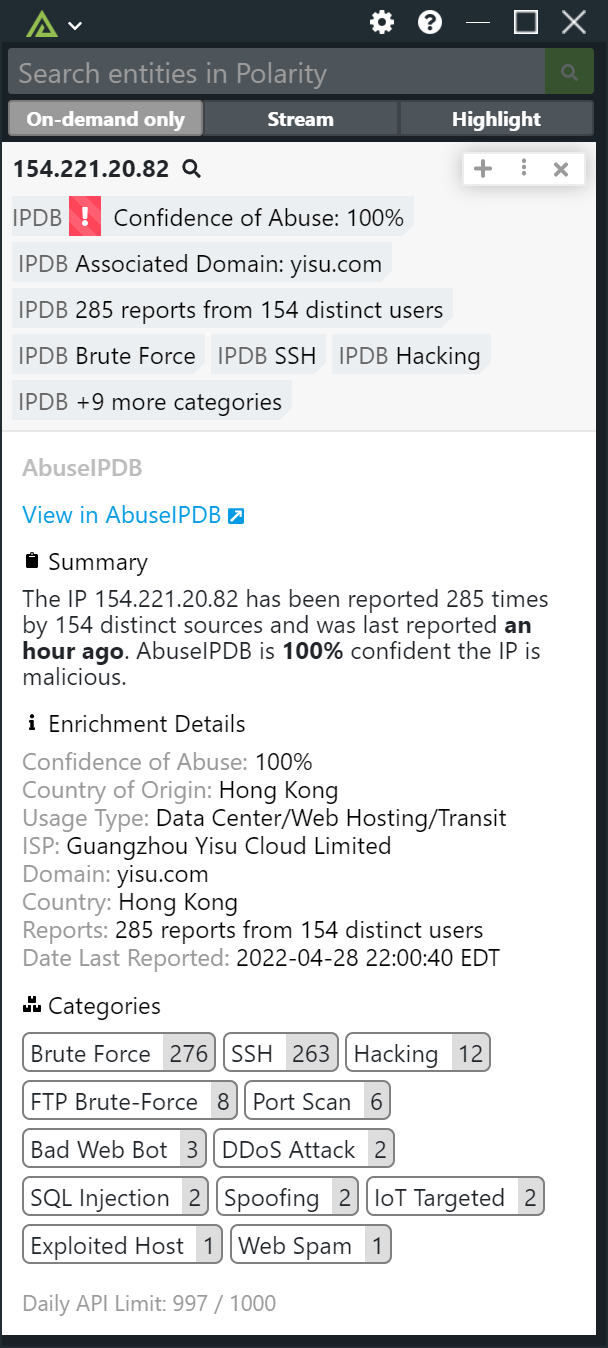 Search entities in Polarity
On-demand only Stream Highlight
154.221.20.82
IPDB ! Confidence of Abuse: 100%
IPDB Associated Domain: yisu.com
IPDB 285 reports from 154 distinct users
IPDB Brute Force IPDB SSH IPDB Hacking
IPDB +9 more categories
AbuseIPDB
View in AbuseIPDB
Summary
The IP 154.221.20.82 has been reported 285 times
by 154 distinct sources and was last reported an
hour ago. AbuseIPDB is 100% confident the IP is
malicious.
Enrichment Details
Confidence of Abuse: 100%
Country of Origin: Hong Kong
Usage Type: Data Center/Web Hosting/Transit
ISP: Guangzhou Yisu Cloud Limited
Domain: yisu.com
Country: Hong Kong
Reports: 285 reports from 154 distinct users
Date Last Reported: 2022-04-28 22:00:40 EDT
Categories
Brute Force 276 SSH 263 Hacking 12
FTP Brute-Force 8 Port Scan 6
Bad Web Bot 3 DDoS Attack 2
SQL Injection 2 Spoofing 2 IoT Targeted 2
Exploited Host 1 Web Spam 1
Daily API Limit: 997 / 1000